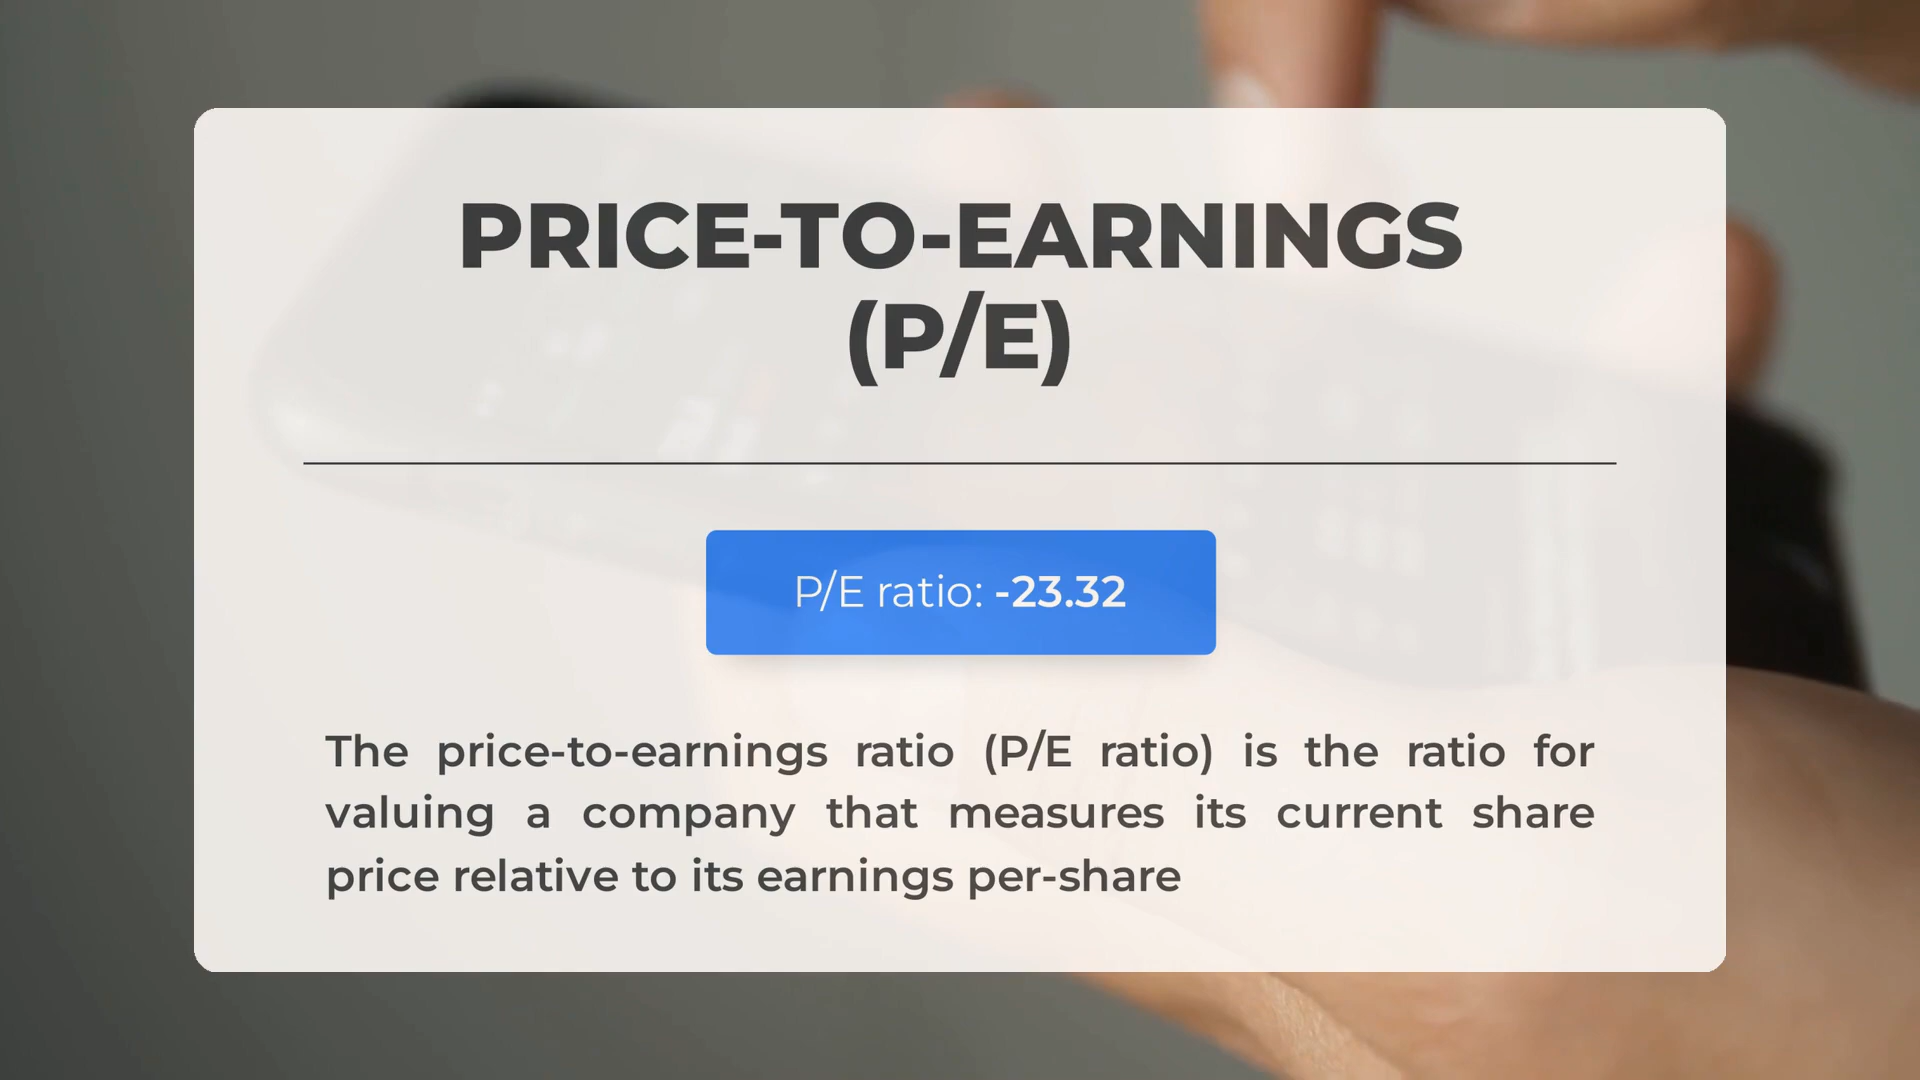 PRICE-TO-EARNINGS
(P/E)
P/E ratio: -23.32
The price-to-earnings ratio (P/E ratio) is the ratio for
valuing a company that measures its current share
price relative to its earnings per-share